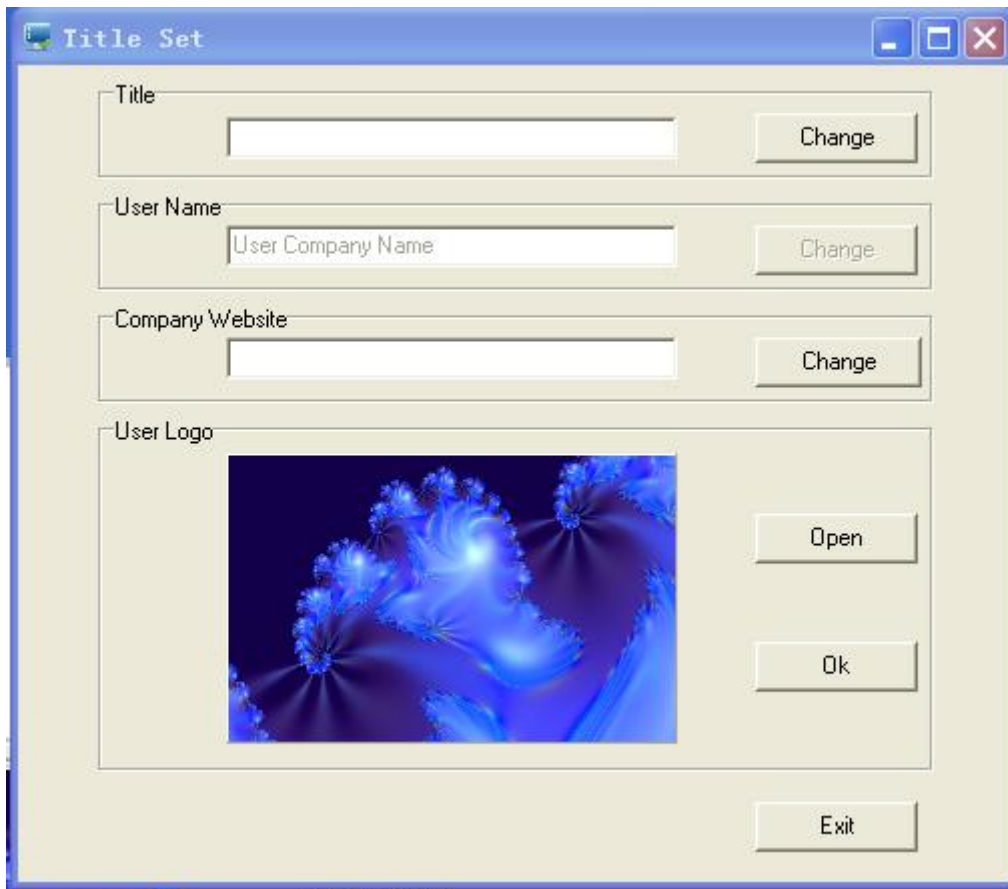 Title Set
Title
Change
User Name
User Company Name
Change
Company Website
Change
User Logo
Open
Ok
Exit